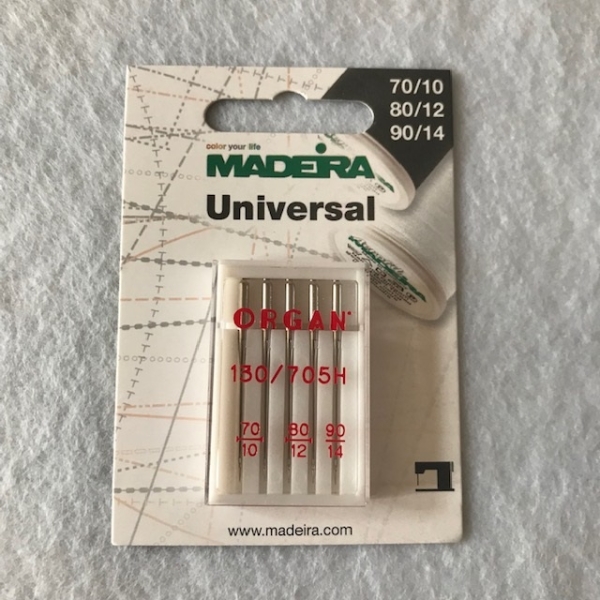 70/10
80/12
90/14
color your life
MADEIRA
Universal
ORGAN
130/705H
70 80 90
10 12 14
www.madeira.com